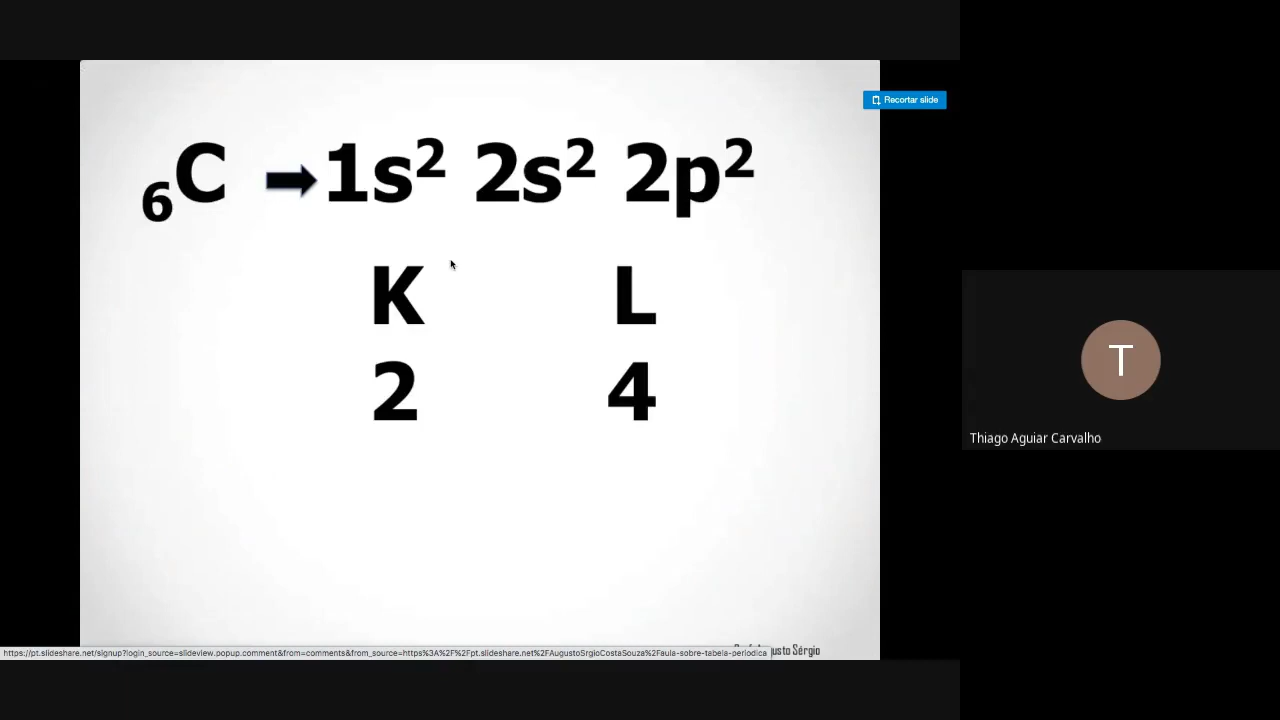 Recortar slide
₆C ➡ 1s² 2s² 2p²
K L
2 4
T
Thiago Aguiar Carvalho
Sérgio
https://pt.slideshare.net/signup?login_source=slideview.popup.comment&from=comments&from_source=https%3A%2F%2Fpt.slideshare.net%2FAugustoSrgioCostaSouza%2Faula-sobre-tabela-periodica